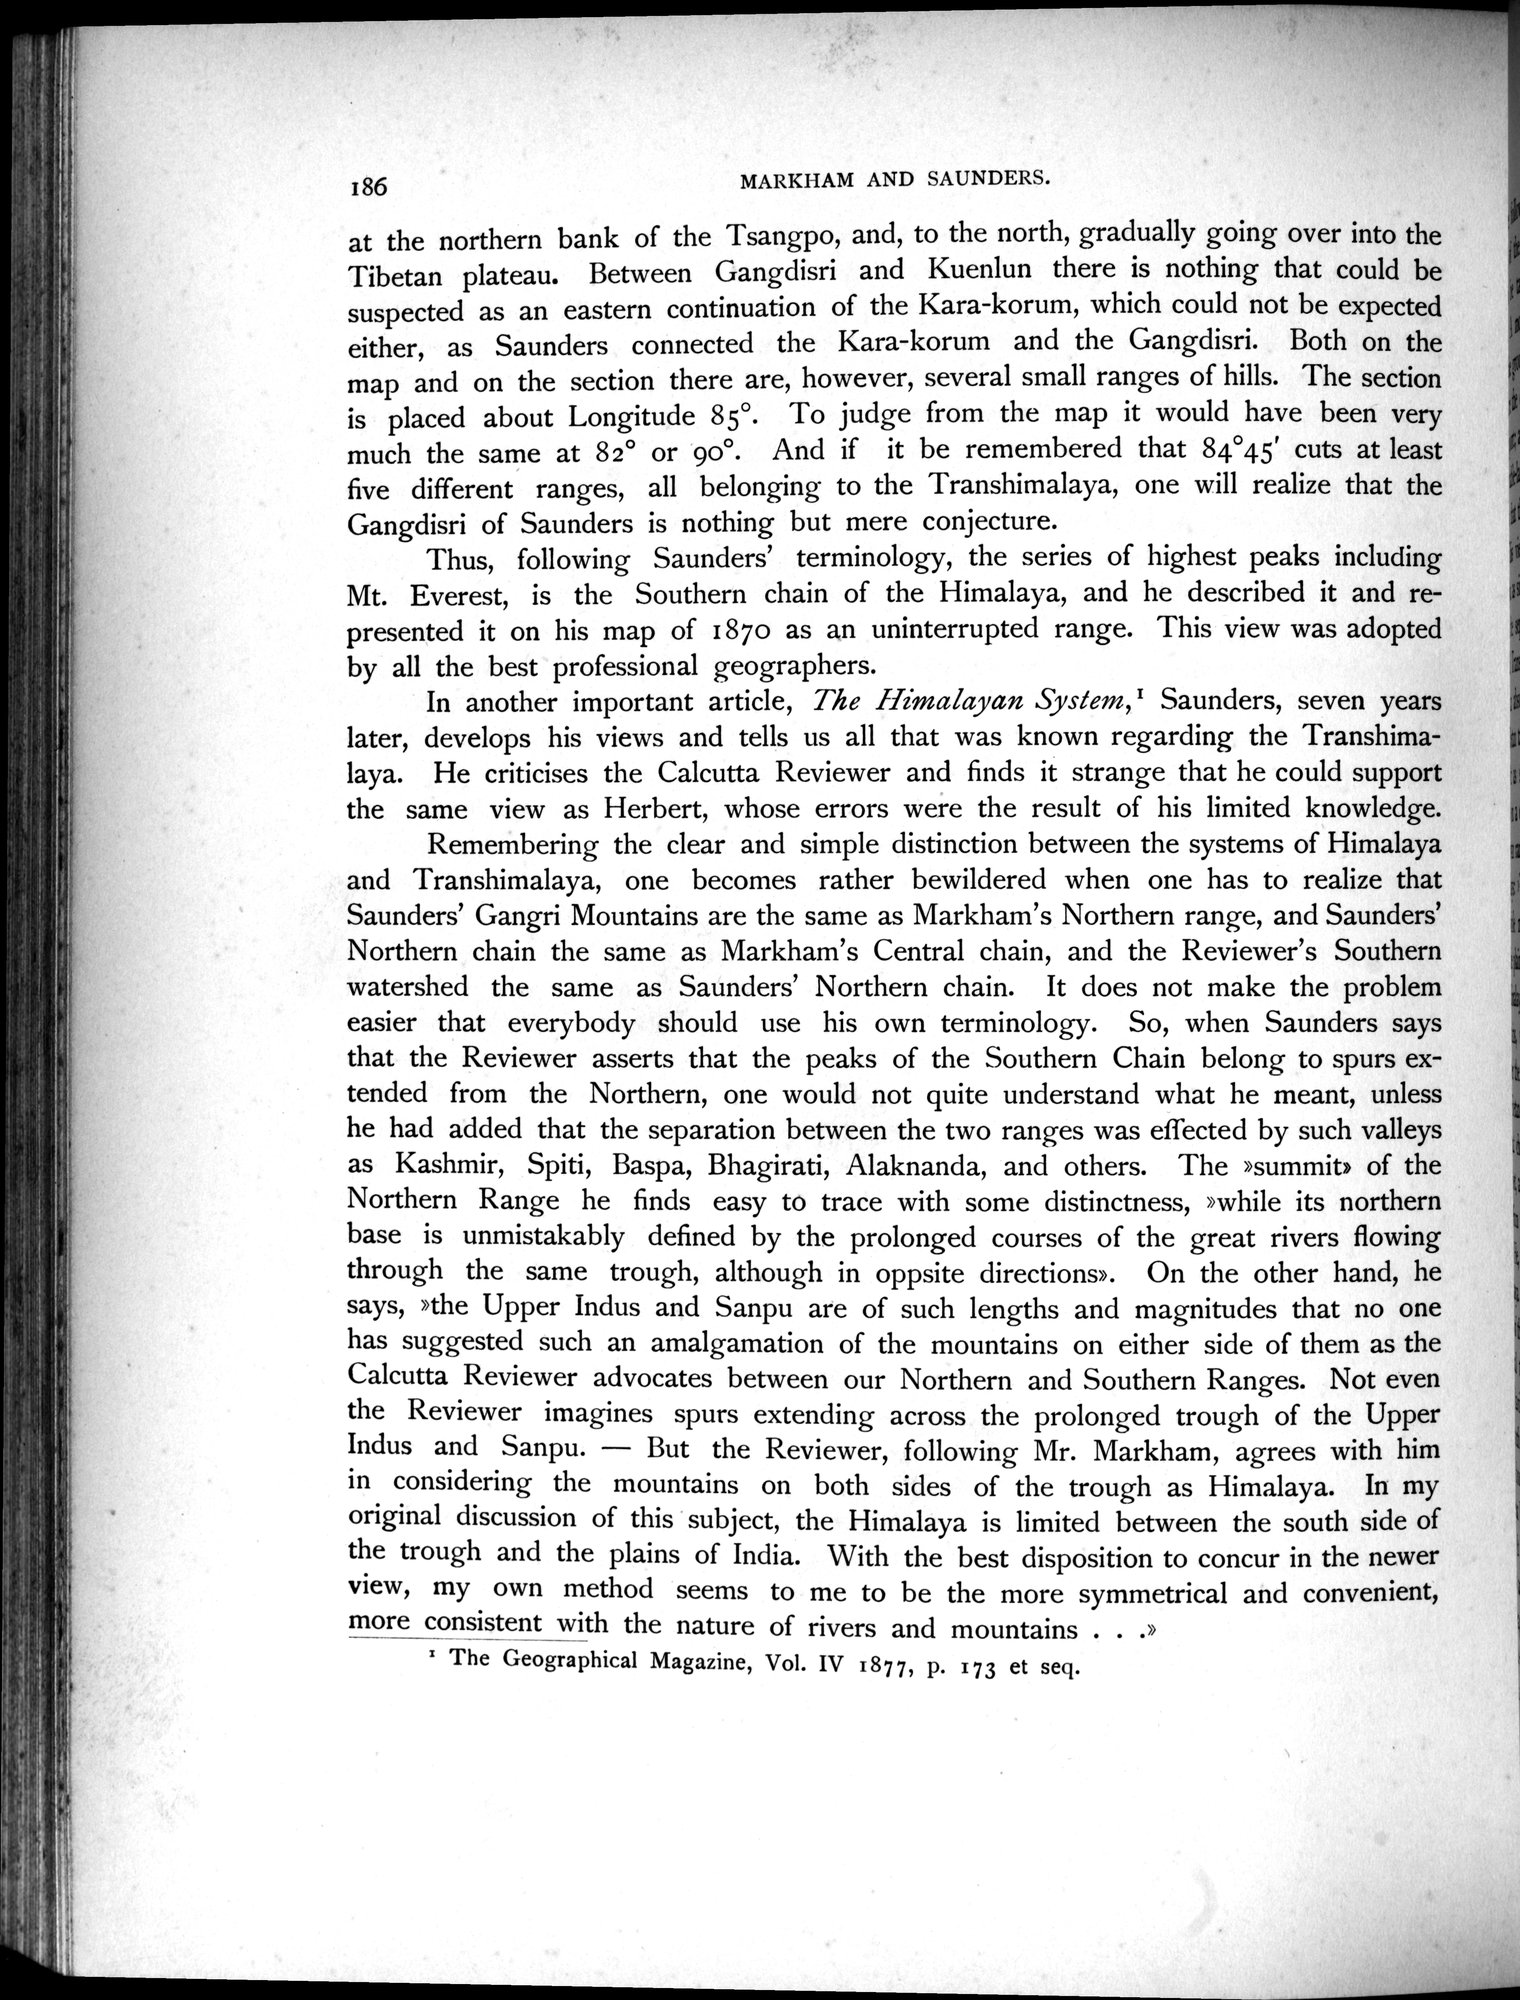 186
MARKHAM AND SAUNDERS.
at the northern bank of the Tsangpo, and, to the north, gradually going over into the
Tibetan plateau. Between Gangdisri and Kuenlun there is nothing that could be
suspected as an eastern continuation of the Kara-korum, which could not be expected
either, as Saunders connected the Kara-korum and the Gangdisri. Both on the
map and on the section there are, however, several small ranges of hills. The section
is placed about Longitude 85°. To judge from the map it would have been very
much the same at 82° or 90°. And if it be remembered that 84°45' cuts at least
five different ranges, all belonging to the Transhimalaya, one will realize that the
Gangdisri of Saunders is nothing but mere conjecture.
Thus, following Saunders' terminology, the series of highest peaks including
Mt. Everest, is the Southern chain of the Himalaya, and he described it and re-
presented it on his map of 1870 as an uninterrupted range. This view was adopted
by all the best professional geographers.
In another important article, The Himalayan System,¹ Saunders, seven years
later, develops his views and tells us all that was known regarding the Transhima-
laya. He criticises the Calcutta Reviewer and finds it strange that he could support
the same view as Herbert, whose errors were the result of his limited knowledge.
Remembering the clear and simple distinction between the systems of Himalaya
and Transhimalaya, one becomes rather bewildered when one has to realize that
Saunders' Gangri Mountains are the same as Markham's Northern range, and Saunders'
Northern chain the same as Markham's Central chain, and the Reviewer's Southern
watershed the same as Saunders' Northern chain. It does not make the problem
easier that everybody should use his own terminology. So, when Saunders says
that the Reviewer asserts that the peaks of the Southern Chain belong to spurs ex-
tended from the Northern, one would not quite understand what he meant, unless
he had added that the separation between the two ranges was effected by such valleys
as Kashmir, Spiti, Baspa, Bhagirati, Alaknanda, and others. The »summit» of the
Northern Range he finds easy to trace with some distinctness, »while its northern
base is unmistakably defined by the prolonged courses of the great rivers flowing
through the same trough, although in oppsite directions». On the other hand, he
says, »the Upper Indus and Sanpu are of such lengths and magnitudes that no one
has suggested such an amalgamation of the mountains on either side of them as the
Calcutta Reviewer advocates between our Northern and Southern Ranges. Not even
the Reviewer imagines spurs extending across the prolonged trough of the Upper
Indus and Sanpu. — But the Reviewer, following Mr. Markham, agrees with him
in considering the mountains on both sides of the trough as Himalaya. In my
original discussion of this subject, the Himalaya is limited between the south side of
the trough and the plains of India. With the best disposition to concur in the newer
view, my own method seems to me to be the more symmetrical and convenient,
more consistent with the nature of rivers and mountains . . .»
¹ The Geographical Magazine, Vol. IV 1877, p. 173 et seq.